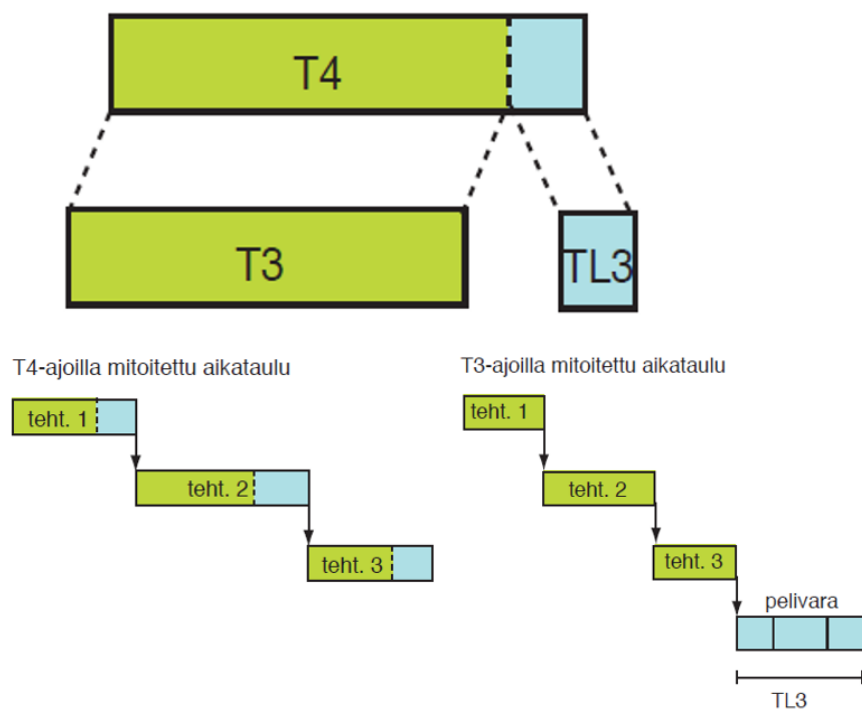 T4
T3
TL3
T4-ajoilla mitoitettu aikataulu
teht. 1
teht. 2
teht. 3
T3-ajoilla mitoitettu aikataulu
teht. 1
teht. 2
teht. 3
pelivara
TL3